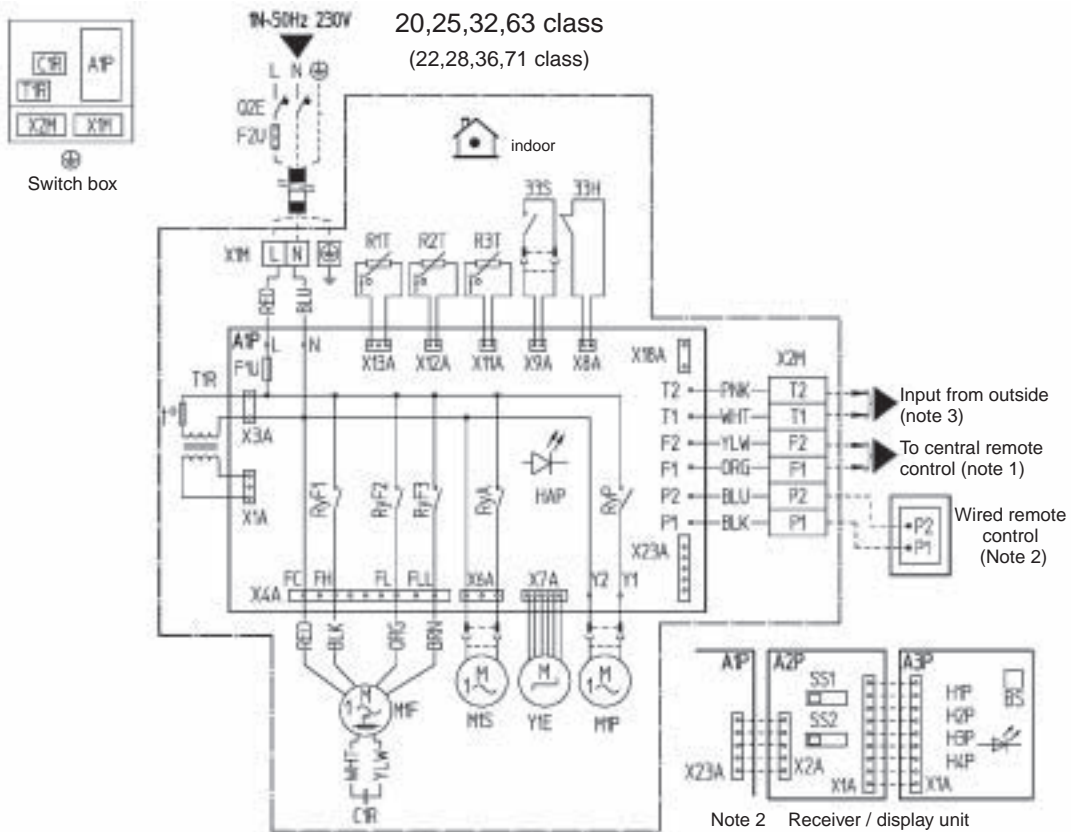 1N-50Hz 230V
20,25,32,63 class
(22,28,36,71 class)
C1R
A1P
T1R
X2M
X1M
Switch box
L
N
Q2E
F2U
indoor
33S
33H
X1M
L
N
R1T
R2T
R3T
RED
BLU
A1P
L
N
X13A
X12A
X11A
X9A
X8A
X18A
X2M
F1U
T1R
T2
PNK
T2
Input from outside
(note 3)
T1
WHT
T1
X3A
F2
YLW
F2
To central remote
control (note 1)
F1
ORG
F1
HAP
RyF1
RyF2
RyF3
RyA
RyP
P2
BLU
P2
X1A
P1
BLK
P1
Wired remote
control
(Note 2)
P2
P1
X23A
FC
FH
FL
FLL
X6A
X7A
Y2
Y1
X4A
RED
BLK
ORG
BRN
M
1
M1F
M
1
M1S
M
Y1E
M
1
M1P
WHT
YLW
C1R
A1P
A2P
A3P
SS1
BS
H1P
H2P
SS2
H3P
H4P
X23A
X2A
X1A
X1A
Note 2 Receiver / display unit